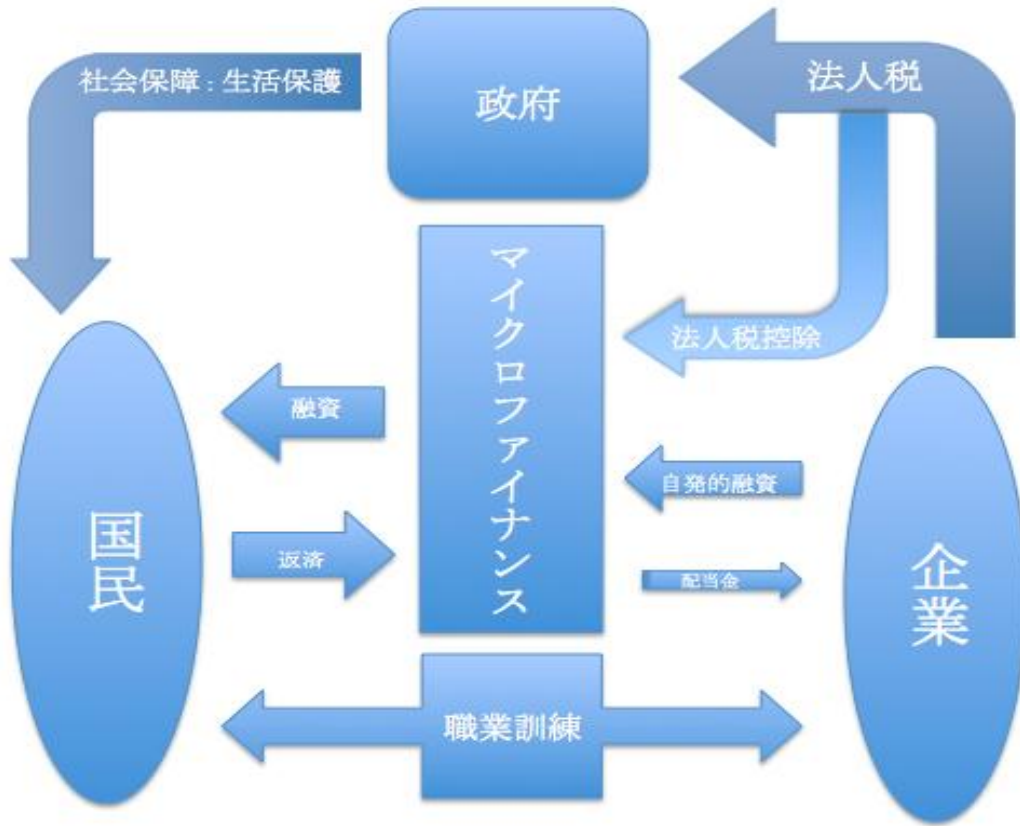 社会保障：生活保護
政府
法人税
マイクロファイナンス
法人税控除
融資
自発的融資
国民
返済
配当金
企業
職業訓練